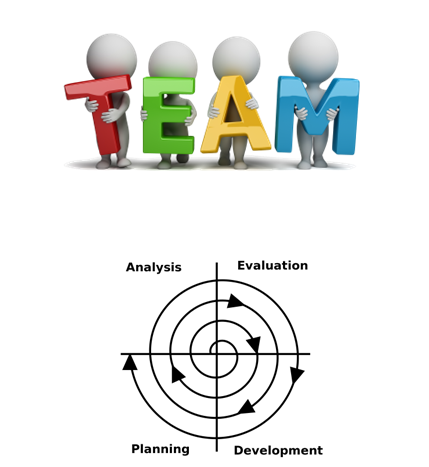 TEAM
Analysis Evaluation
Planning Development